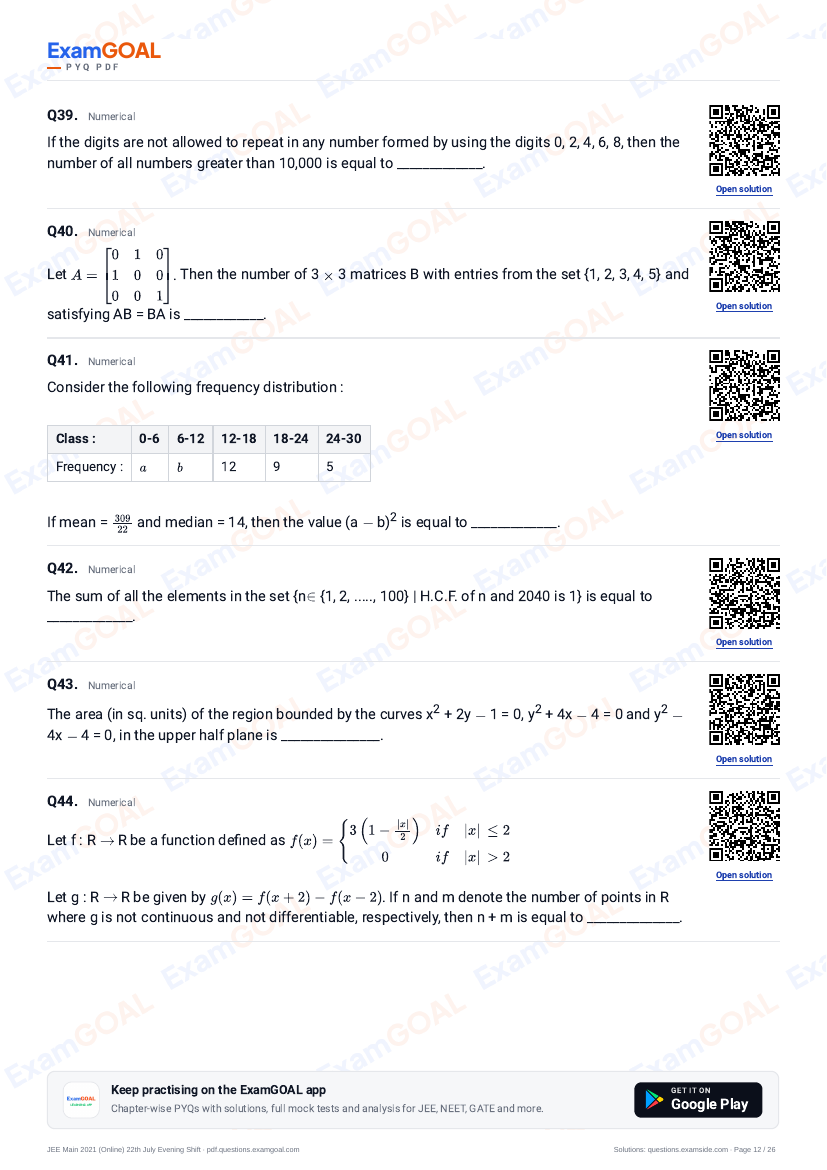 ExamGOAL
PYQ PDF
Q39. Numerical
If the digits are not allowed to repeat in any number formed by using the digits 0, 2, 4, 6, 8, then the
number of all numbers greater than 10,000 is equal to _____________.
Open solution
Q40. Numerical
Let A = [0 1 0; 1 0 0; 0 0 1]. Then the number of 3 × 3 matrices B with entries from the set {1, 2, 3, 4, 5} and
satisfying AB = BA is ____________.
Open solution
Q41. Numerical
Consider the following frequency distribution :
Open solution
Class : 0-6 6-12 12-18 18-24 24-30
Frequency : a b 12 9 5
If mean = 309/22 and median = 14, then the value (a − b)² is equal to _____________.
Q42. Numerical
The sum of all the elements in the set {n∈ {1, 2, ....., 100} | H.C.F. of n and 2040 is 1} is equal to
_____________.
Open solution
Q43. Numerical
The area (in sq. units) of the region bounded by the curves x² + 2y − 1 = 0, y² + 4x − 4 = 0 and y² −
4x − 4 = 0, in the upper half plane is _______________.
Open solution
Q44. Numerical
Let f : R → R be a function defined as f(x) = { 3(1 − |x|/2) if |x| ≤ 2
0 if |x| > 2
Open solution
Let g : R → R be given by g(x) = f(x + 2) − f(x − 2). If n and m denote the number of points in R
where g is not continuous and not differentiable, respectively, then n + m is equal to ______________.
Keep practising on the ExamGOAL app
Chapter-wise PYQs with solutions, full mock tests and analysis for JEE, NEET, GATE and more.
GET IT ON
Google Play
JEE Main 2021 (Online) 22th July Evening Shift · pdf.questions.examgoal.com
Solutions: questions.examside.com · Page 12 / 26